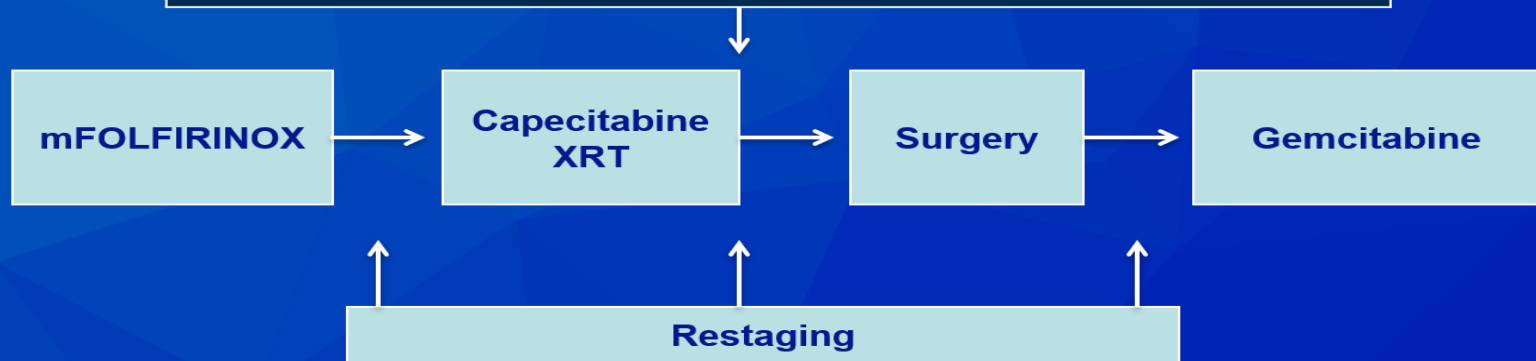 mFOLFIRINOX
Capecitabine
XRT
Surgery
Gemcitabine
Restaging